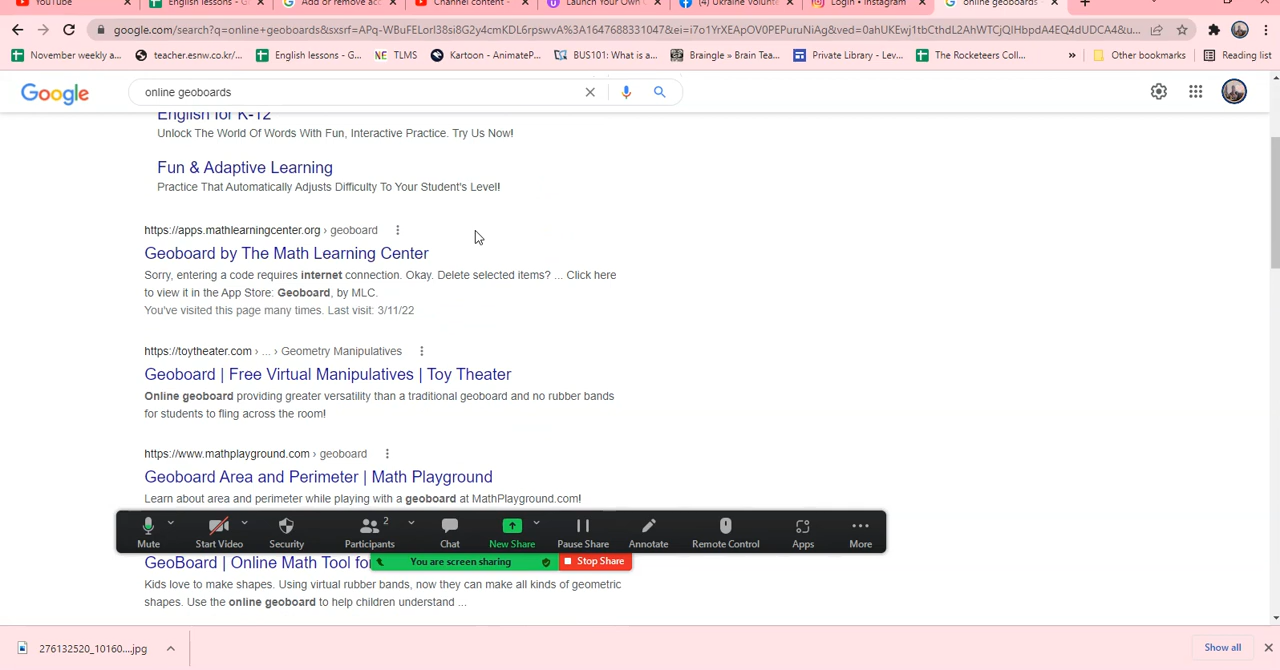 YouTube
English lessons - G...
Add or remove acc
Channel content -
Launch Your Own
(4) Ukraine Volunte
Login • Instagram
online geoboards
google.com/search?q=online+geoboards&sxsrf=APq-WBuFELorl38si8G2y4cmKDL6rpswvA%3A1647688331047&ei=i7o1YrXEApOV0PEPuruNiAg&ved=0ahUKEwj1tbCthdL2AhWTCjQIHbpdA4EQ4dUDCA4&u...
November weekly a...
teacher.esnw.co.kr/...
English lessons - G...
TLMS
Kartoon - AnimateP...
BUS101: What is a...
Braingle » Brain Tea...
Private Library - Lev...
The Rocketeers Coll...
»
Other bookmarks
Reading list
Google
online geoboards
English for K-12
Unlock The World Of Words With Fun, Interactive Practice. Try Us Now!
Fun & Adaptive Learning
Practice That Automatically Adjusts Difficulty To Your Student's Level!
https://apps.mathlearningcenter.org › geoboard
Geoboard by The Math Learning Center
Sorry, entering a code requires internet connection. Okay. Delete selected items? ... Click here
to view it in the App Store: Geoboard, by MLC.
You've visited this page many times. Last visit: 3/11/22
https://toytheater.com › ... › Geometry Manipulatives
Geoboard | Free Virtual Manipulatives | Toy Theater
Online geoboard providing greater versatility than a traditional geoboard and no rubber bands
for students to fling across the room!
https://www.mathplayground.com › geoboard
Geoboard Area and Perimeter | Math Playground
Learn about area and perimeter while playing with a geoboard at MathPlayground.com!
Mute
Start Video
Security
Participants
2
Chat
New Share
Pause Share
Annotate
Remote Control
Apps
More
You are screen sharing
Stop Share
GeoBoard | Online Math Tool fo
Kids love to make shapes. Using virtual rubber bands, now they can make all kinds of geometric
shapes. Use the online geoboard to help children understand ...
276132520_10160....jpg
Show all